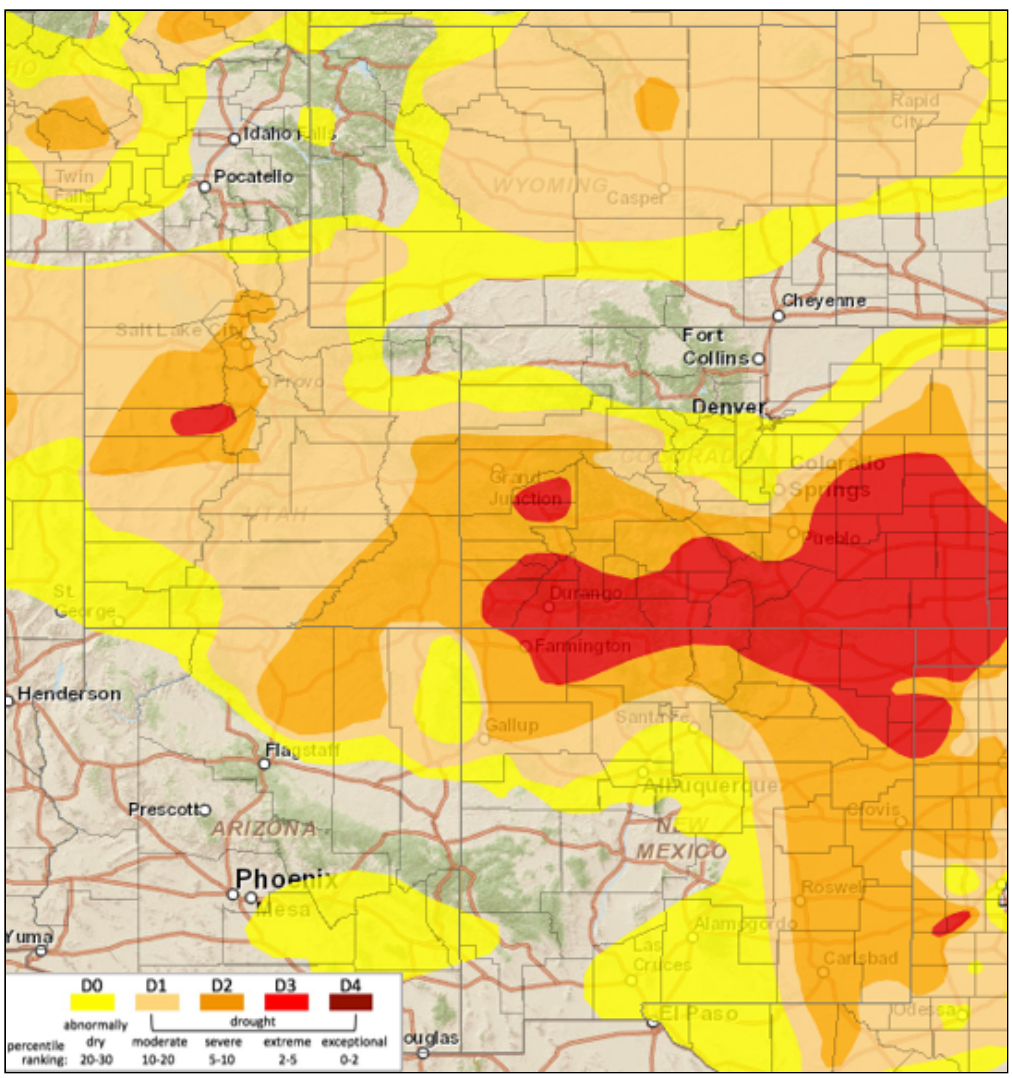 HO
Idaho Falls
Rapid
City
Twin
Falls
Pocatello
WYOMING
Casper
Cheyenne
Salt Lake City
Fort
Collins
Provo
Denver
COLORADO
Colorado
Springs
Grand
Junction
UTAH
Pueblo
St.
George
Durango
Farmington
Henderson
Gallup
Santa Fe
Flagstaff
Albuquerque
Prescott
ARIZONA
Clovis
NEW
MEXICO
Phoenix
Mesa
Roswell
Yuma
Alamogordo
Las
Cruces
Carlsbad
D0 D1 D2 D3 D4
abnormally
dry
drought
moderate severe extreme exceptional
percentile
ranking: 20-30 10-20 5-10 2-5 0-2
El Paso
Odessa
ouglas